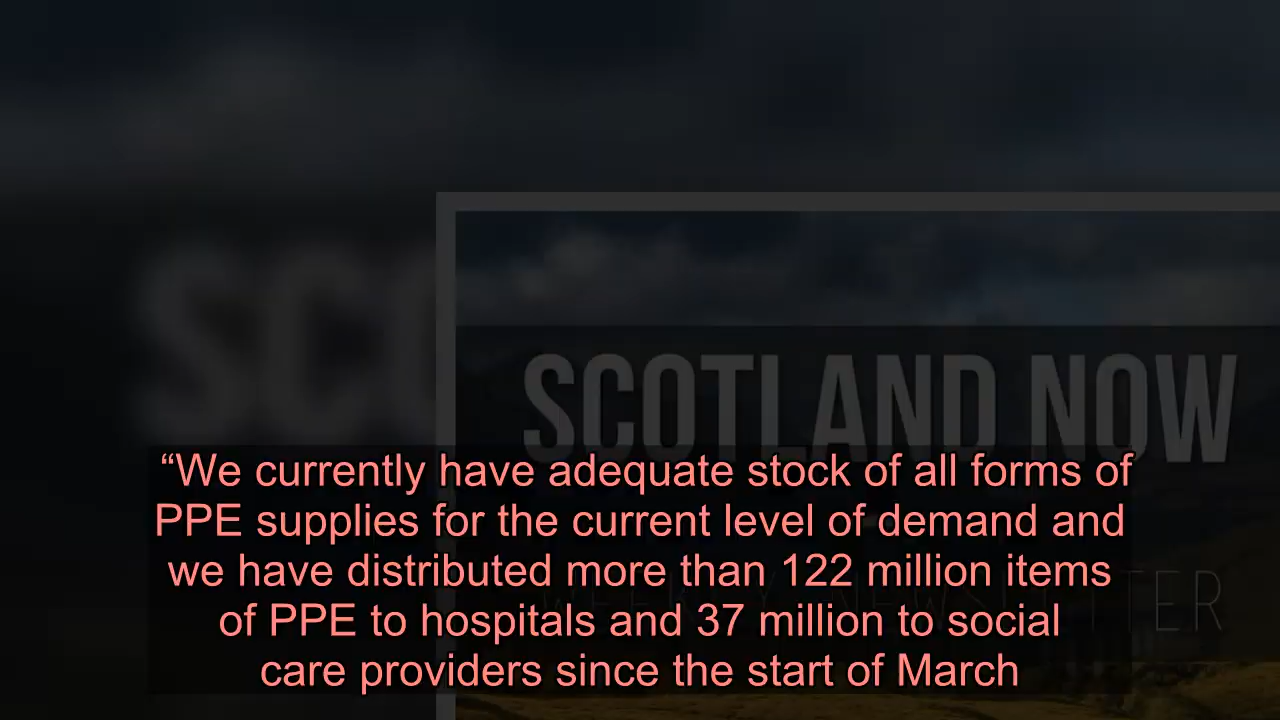 SCO
SCOTLAND NOW
“We currently have adequate stock of all forms of
PPE supplies for the current level of demand and
we have distributed more than 122 million items
of PPE to hospitals and 37 million to social
care providers since the start of March